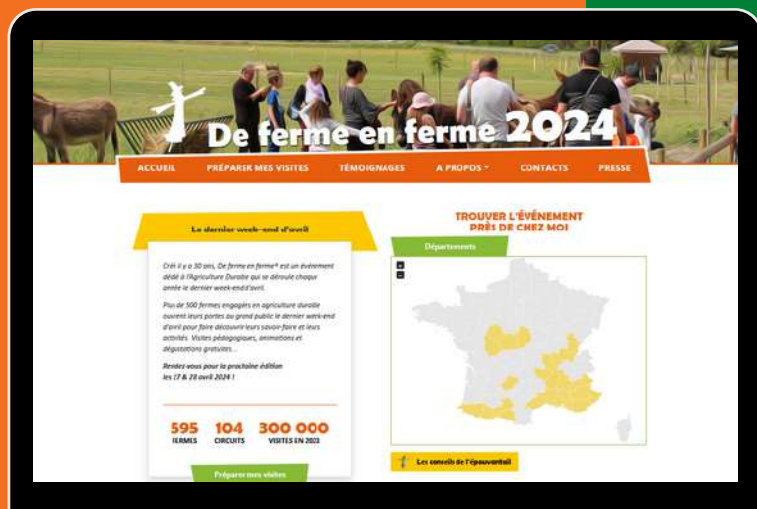 De ferme en ferme 2024
ACCUEIL PRÉPARER MES VISITES TÉMOIGNAGES A PROPOS CONTACTS PRESSE
Le dernier week-end d'avril
Créé il y a 30 ans, De ferme en ferme® est un événement
dédié à l'Agriculture Durable qui se déroule chaque
année le dernier week-end d'avril.
Plus de 500 fermes engagées en agriculture durable
ouvrent leurs portes au grand public le dernier week-end
d'avril pour faire découvrir leurs savoir-faire et leurs
activités. Visites pédagogiques, animations et
dégustations gratuites...
Rendez-vous pour la prochaine édition
les 27 & 28 avril 2024 !
595 104 300 000
FERMES CIRCUITS VISITES EN 2023
Préparer mes visites
TROUVER L'ÉVÉNEMENT
PRÈS DE CHEZ MOI
Départements
+
-
Les conseils de l'épouvantail